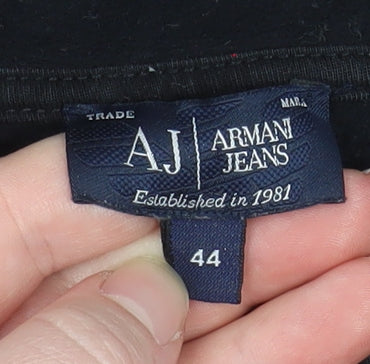 TRADE MARK
AJ | ARMANI
JEANS
Established in 1981
44